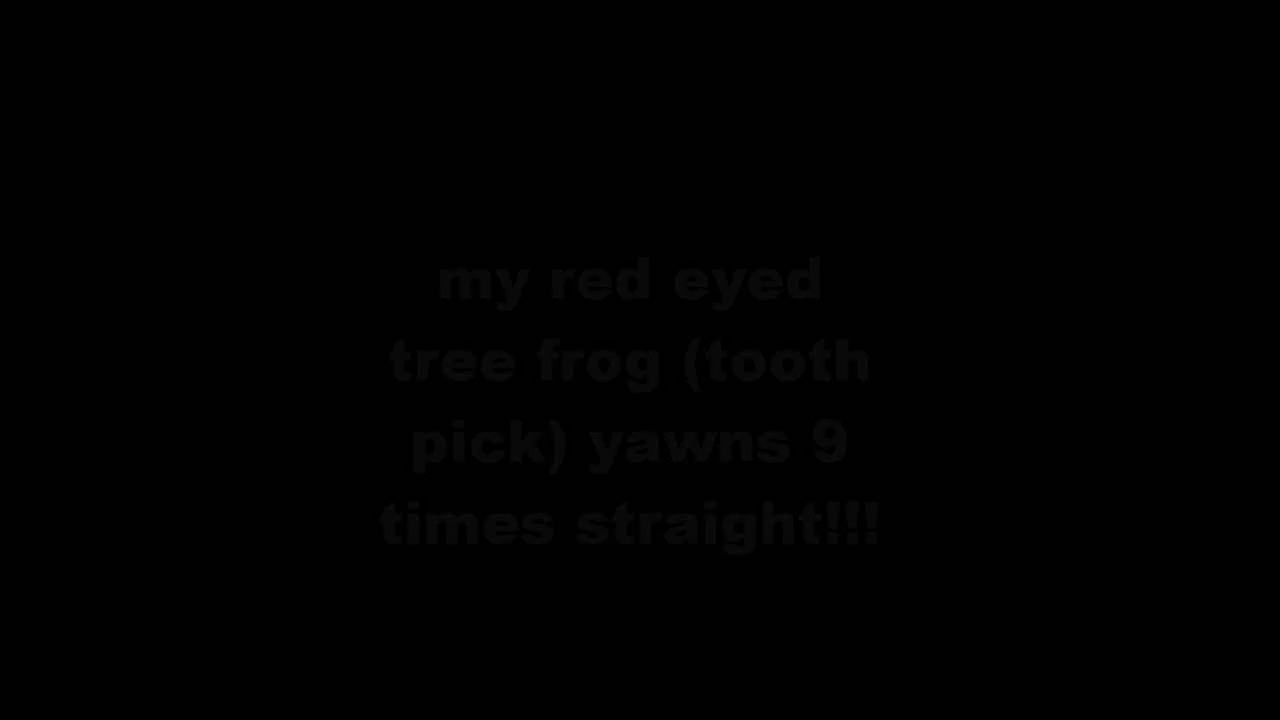 my red eyed
tree frog (tooth
pick) yawns 9
times straight!!!